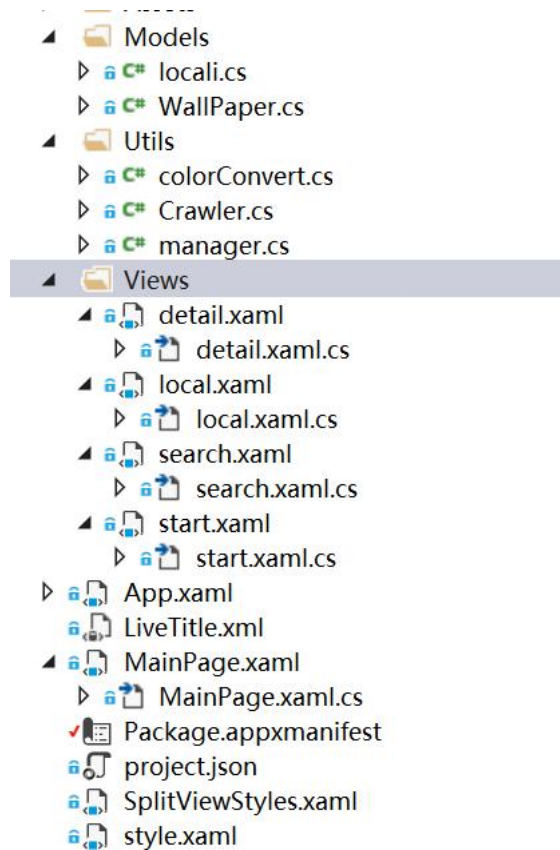 Models
C# locali.cs
C# WallPaper.cs
Utils
C# colorConvert.cs
C# Crawler.cs
C# manager.cs
Views
detail.xaml
detail.xaml.cs
local.xaml
local.xaml.cs
search.xaml
search.xaml.cs
start.xaml
start.xaml.cs
App.xaml
LiveTitle.xml
MainPage.xaml
MainPage.xaml.cs
Package.appxmanifest
project.json
SplitViewStyles.xaml
style.xaml